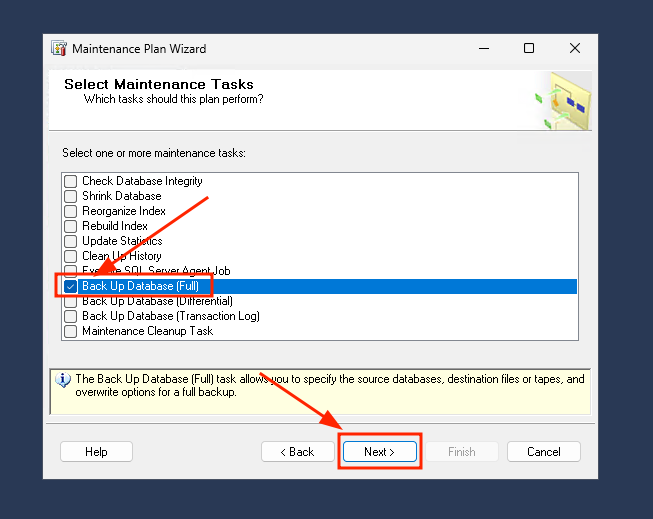 Maintenance Plan Wizard
Select Maintenance Tasks
Which tasks should this plan perform?
Select one or more maintenance tasks:
Check Database Integrity
Shrink Database
Reorganize Index
Rebuild Index
Update Statistics
Clean Up History
Execute SQL Server Agent Job
Back Up Database (Full)
Back Up Database (Differential)
Back Up Database (Transaction Log)
Maintenance Cleanup Task
The Back Up Database (Full) task allows you to specify the source databases, destination files or tapes, and
overwrite options for a full backup.
Help
< Back
Next >
Finish
Cancel